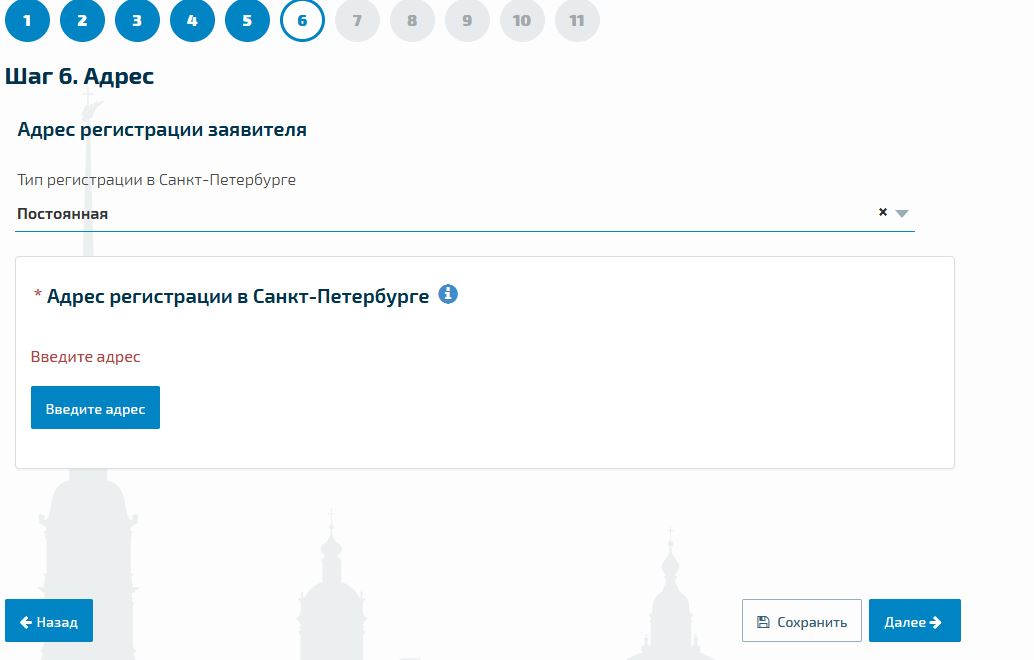 1 2 3 4 5 6 7 8 9 10 11
Шаг 6. Адрес
Адрес регистрации заявителя
Тип регистрации в Санкт-Петербурге
Постоянная
* Адрес регистрации в Санкт-Петербурге
Введите адрес
Введите адрес
Назад
Сохранить
Далее